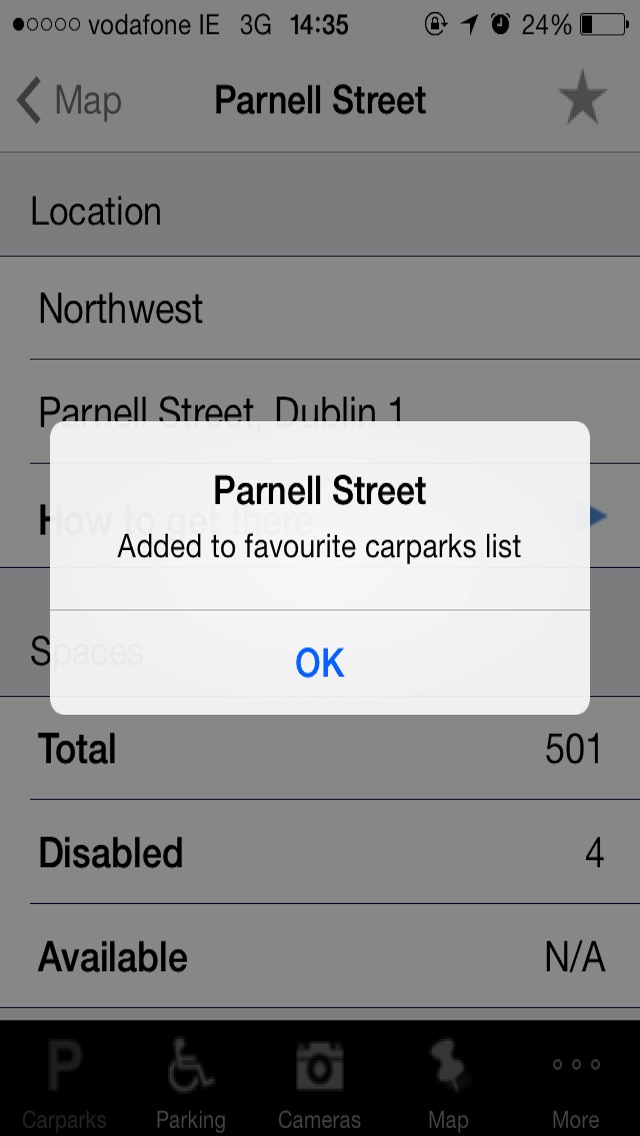 vodafone IE 3G 14:35 24%
Map Parnell Street
Location
Northwest
Parnell Street, Dublin 1
How to get there
Parnell Street
Added to favourite carparks list
Spaces
OK
Total 501
Disabled 4
Available N/A
P
Carparks Parking Cameras Map More